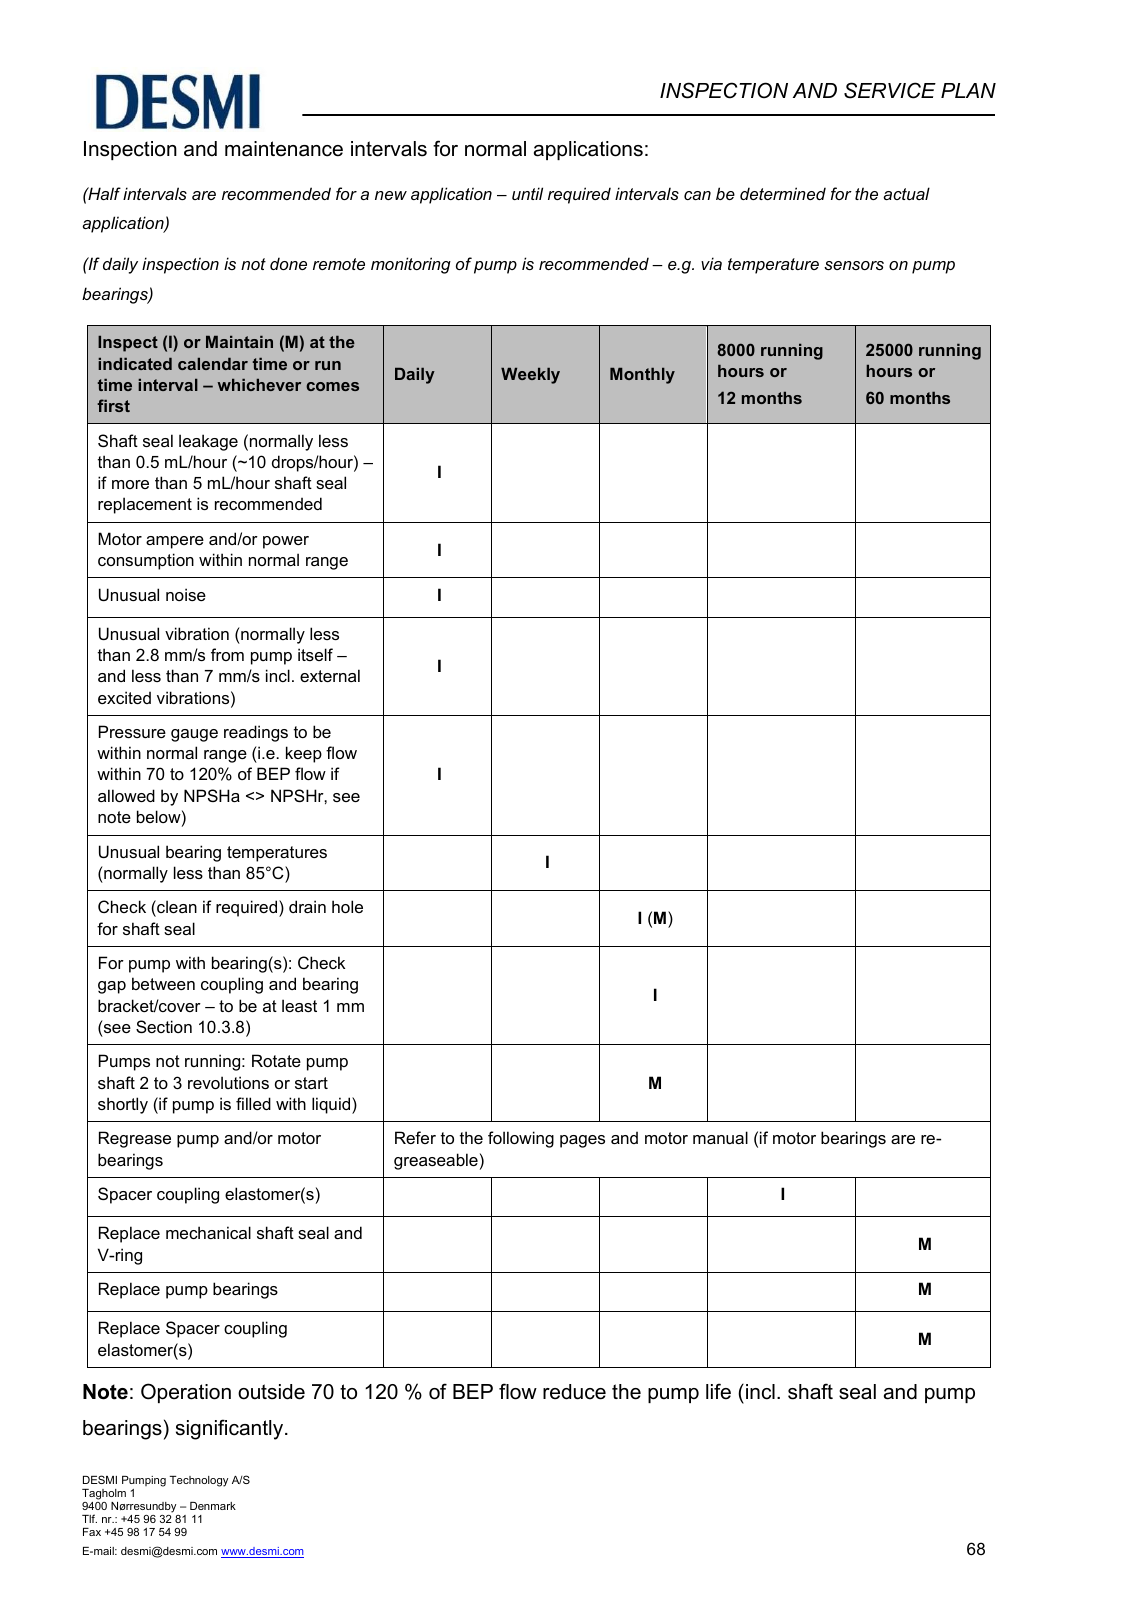 DESMI
INSPECTION AND SERVICE PLAN
Inspection and maintenance intervals for normal applications:
(Half intervals are recommended for a new application – until required intervals can be determined for the actual
application)
(If daily inspection is not done remote monitoring of pump is recommended – e.g. via temperature sensors on pump
bearings)
Inspect (I) or Maintain (M) at the
indicated calendar time or run
time interval – whichever comes
first
Daily
Weekly
Monthly
8000 running
hours or
12 months
25000 running
hours or
60 months
Shaft seal leakage (normally less
than 0.5 mL/hour (~10 drops/hour) –
if more than 5 mL/hour shaft seal
replacement is recommended
I
Motor ampere and/or power
consumption within normal range
I
Unusual noise
I
Unusual vibration (normally less
than 2.8 mm/s from pump itself –
and less than 7 mm/s incl. external
excited vibrations)
I
Pressure gauge readings to be
within normal range (i.e. keep flow
within 70 to 120% of BEP flow if
allowed by NPSHa <> NPSHr, see
note below)
I
Unusual bearing temperatures
(normally less than 85°C)
I
Check (clean if required) drain hole
for shaft seal
I (M)
For pump with bearing(s): Check
gap between coupling and bearing
bracket/cover – to be at least 1 mm
(see Section 10.3.8)
I
Pumps not running: Rotate pump
shaft 2 to 3 revolutions or start
shortly (if pump is filled with liquid)
M
Regrease pump and/or motor
bearings
Refer to the following pages and motor manual (if motor bearings are re-
greaseable)
Spacer coupling elastomer(s)
I
Replace mechanical shaft seal and
V-ring
M
Replace pump bearings
M
Replace Spacer coupling
elastomer(s)
M
Note: Operation outside 70 to 120 % of BEP flow reduce the pump life (incl. shaft seal and pump
bearings) significantly.
DESMI Pumping Technology A/S
Tagholm 1
9400 Nørresundby – Denmark
Tlf. nr.: +45 96 32 81 11
Fax +45 98 17 54 99
E-mail: desmi@desmi.com www.desmi.com
68